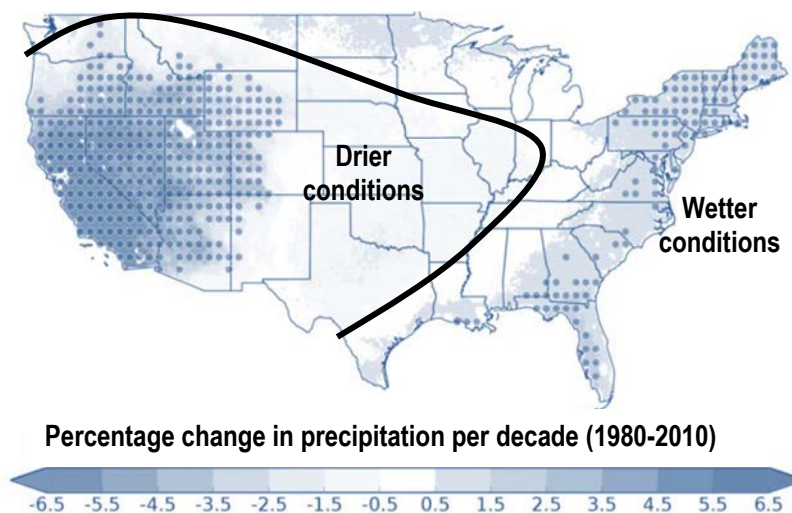 Drier
conditions
Wetter
conditions
Percentage change in precipitation per decade (1980-2010)
-6.5 -5.5 -4.5 -3.5 -2.5 -1.5 -0.5 0.5 1.5 2.5 3.5 4.5 5.5 6.5